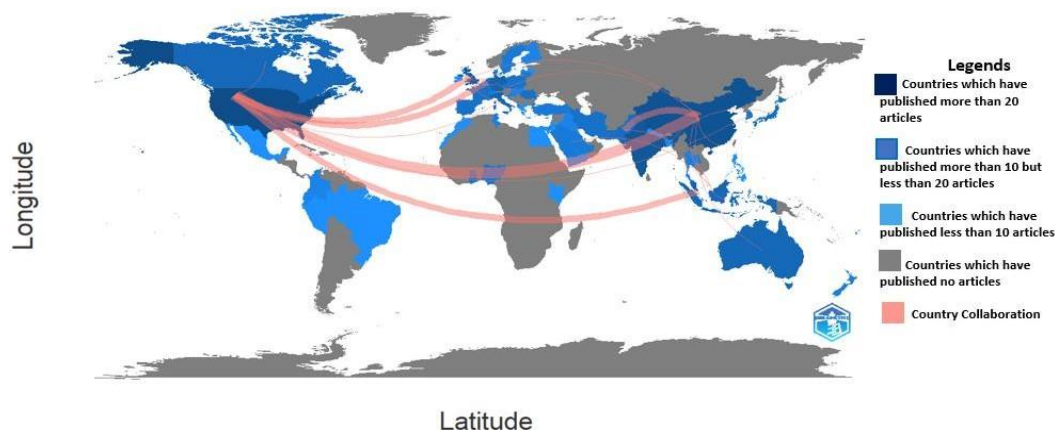 Longitude
Latitude
Legends
Countries which have
published more than 20
articles
Countries which have
published more than 10 but
less than 20 articles
Countries which have
published less than 10 articles
Countries which have
published no articles
Country Collaboration